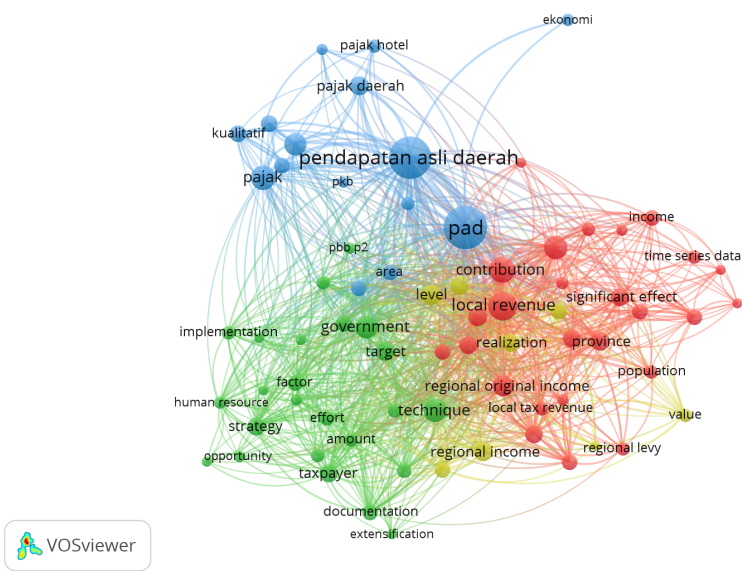 ekonomi
pajak hotel
pajak daerah
kualitatif
pendapatan asli daerah
pajak
pkb
income
pad
pbb p2
time series data
area
contribution
level
significant effect
local revenue
government
implementation
realization
province
target
population
factor
regional original income
human resource
local tax revenue
technique
value
effort
strategy
amount
regional income
regional levy
opportunity
taxpayer
documentation
extensification
VOSviewer